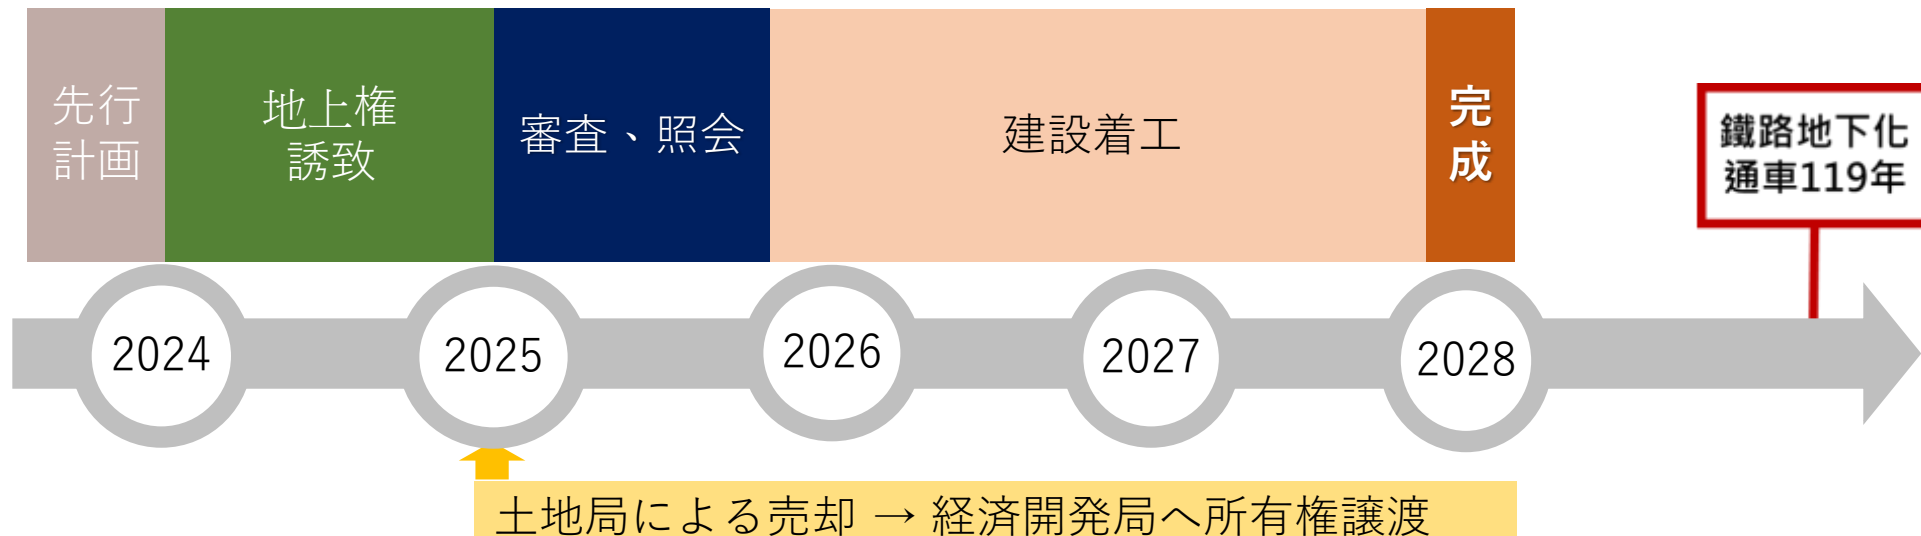 先行
計画
地上権
誘致
審査、照会
建設着工
完
成
鐵路地下化
通車119年
2024
2025
2026
2027
2028
土地局による売却 → 経済開発局へ所有権譲渡